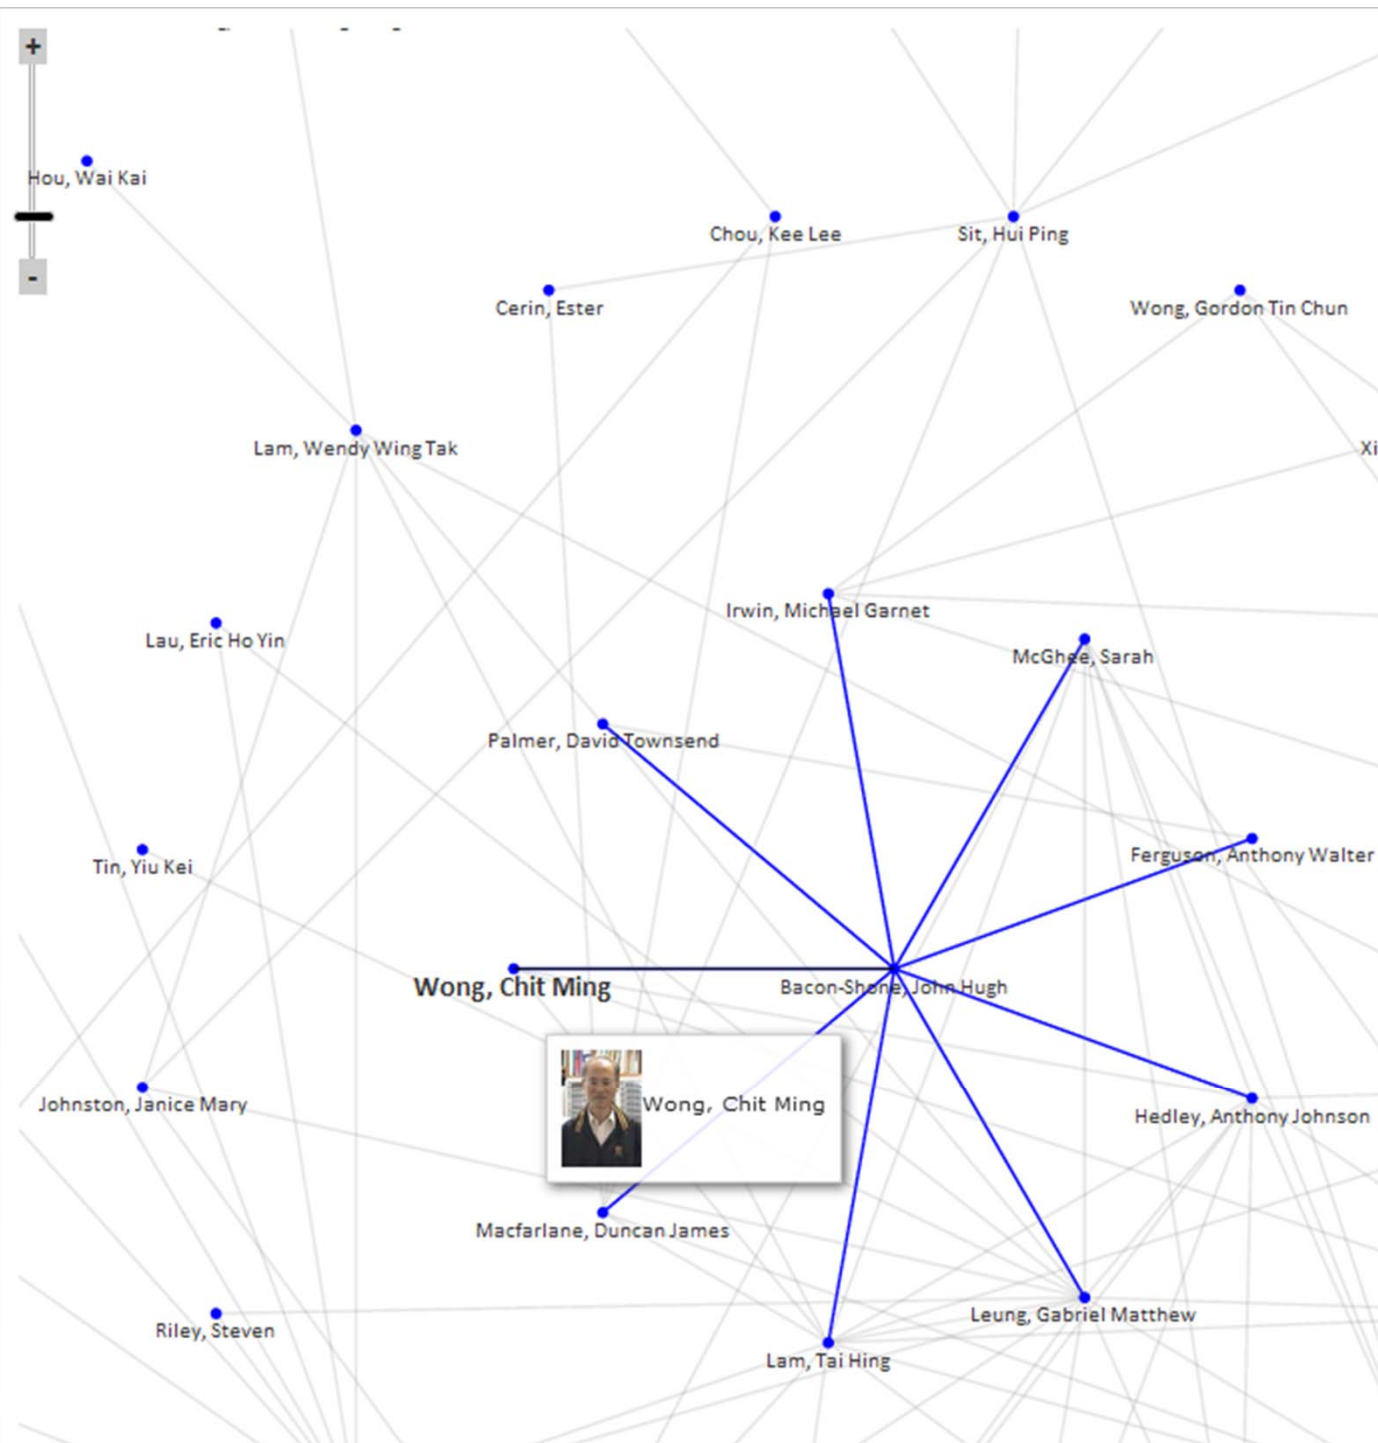 +
Hou, Wai Kai
Chou, Kee Lee
Sit, Hui Ping
-
Cerin, Ester
Wong, Gordon Tin Chun
Lam, Wendy Wing Tak
Xi
Irwin, Michael Garnet
Lau, Eric Ho Yin
McGhee, Sarah
Palmer, David Townsend
Ferguson, Anthony Walter
Tin, Yiu Kei
Wong, Chit Ming
Bacon-Shone, John Hugh
Wong, Chit Ming
Johnston, Janice Mary
Hedley, Anthony Johnson
Macfarlane, Duncan James
Leung, Gabriel Matthew
Riley, Steven
Lam, Tai Hing